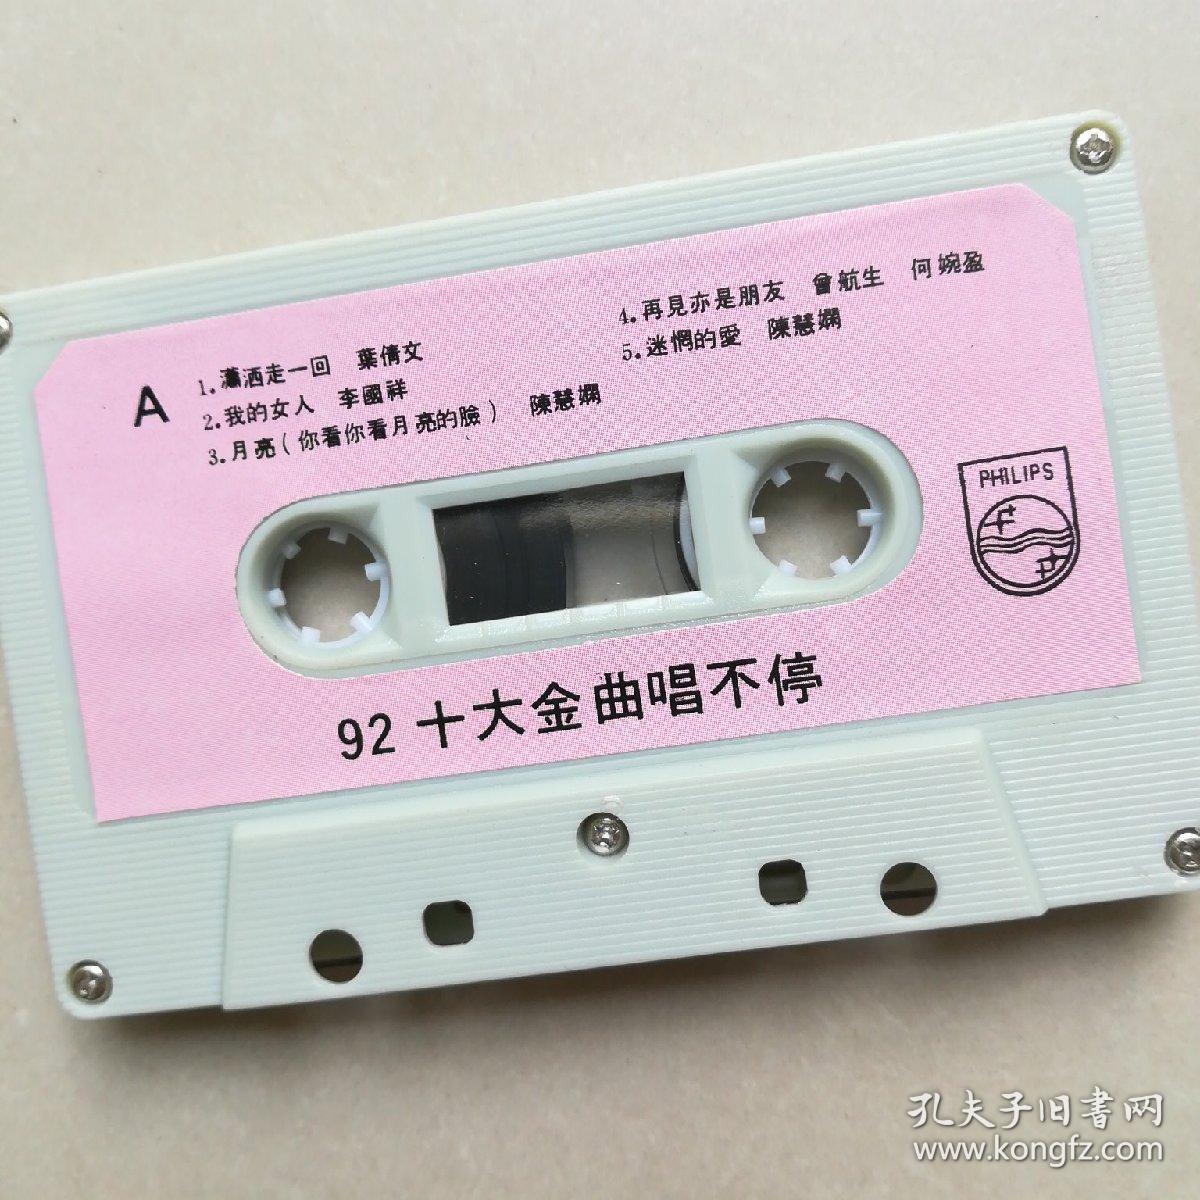 A
1.瀟洒走一回 葉倩文
2.我的女人 李國祥
3.月亮(你看你看月亮的臉) 陳慧嫻
4.再見亦是朋友 曾航生 何婉盈
5.迷惘的愛 陳慧嫻
PHILIPS
92十大金曲唱不停
孔夫子旧書网
www.kongfz.com